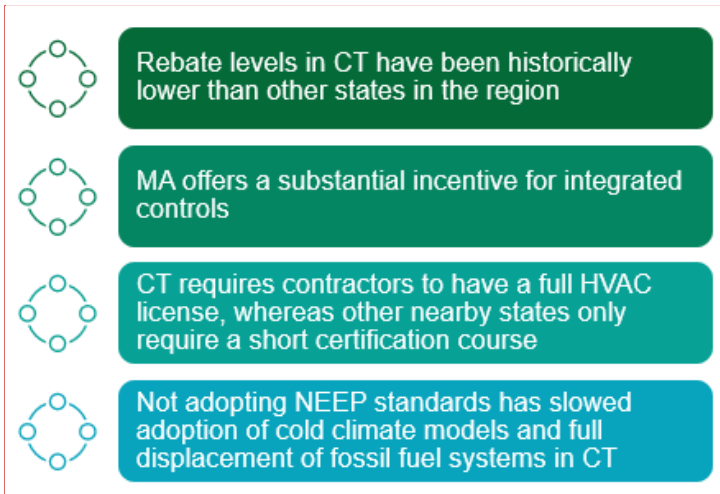 Rebate levels in CT have been historically
lower than other states in the region
MA offers a substantial incentive for integrated
controls
CT requires contractors to have a full HVAC
license, whereas other nearby states only
require a short certification course
Not adopting NEEP standards has slowed
adoption of cold climate models and full
displacement of fossil fuel systems in CT